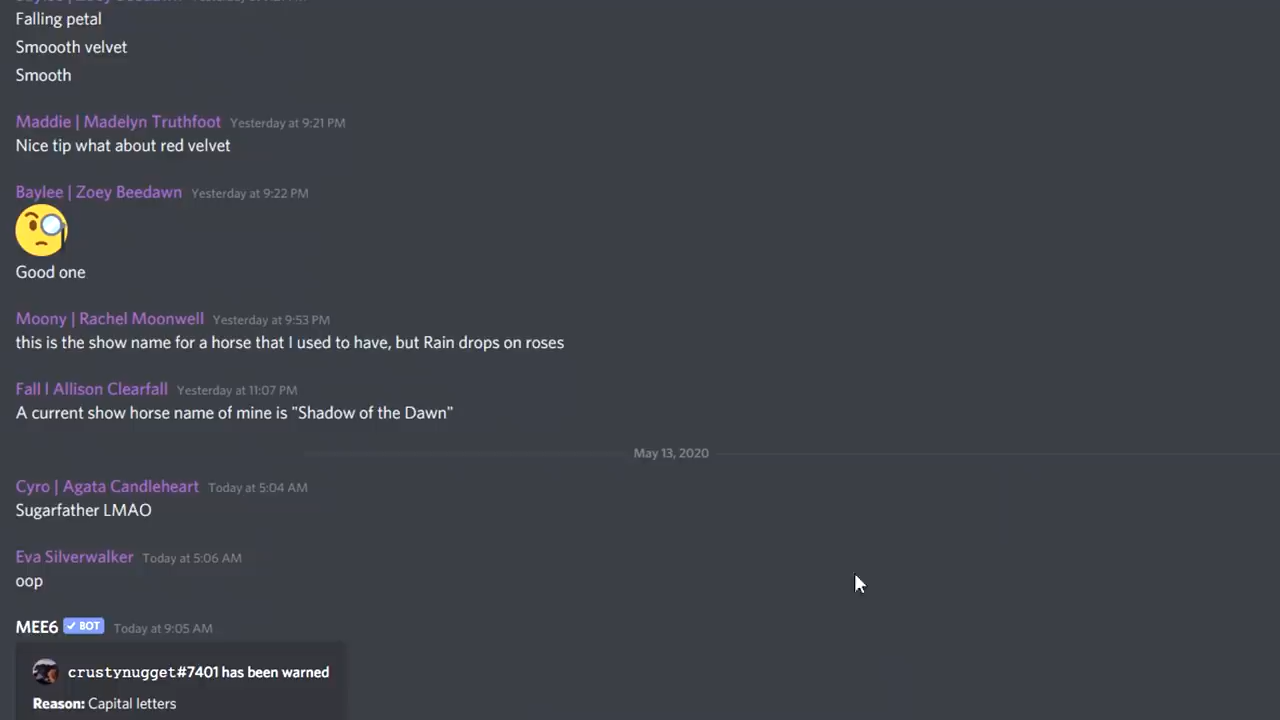 Falling petal
Smoooth velvet
Smooth
Maddie | Madelyn Truthfoot Yesterday at 9:21 PM
Nice tip what about red velvet
Baylee | Zoey Beedawn Yesterday at 9:22 PM
Good one
Moony | Rachel Moonwell Yesterday at 9:53 PM
this is the show name for a horse that I used to have, but Rain drops on roses
Fall l Allison Clearfall Yesterday at 11:07 PM
A current show horse name of mine is "Shadow of the Dawn"
May 13, 2020
Cyro | Agata Candleheart Today at 5:04 AM
Sugarfather LMAO
Eva Silverwalker Today at 5:06 AM
oop
MEE6 BOT Today at 9:05 AM
crustynugget#7401 has been warned
Reason: Capital letters